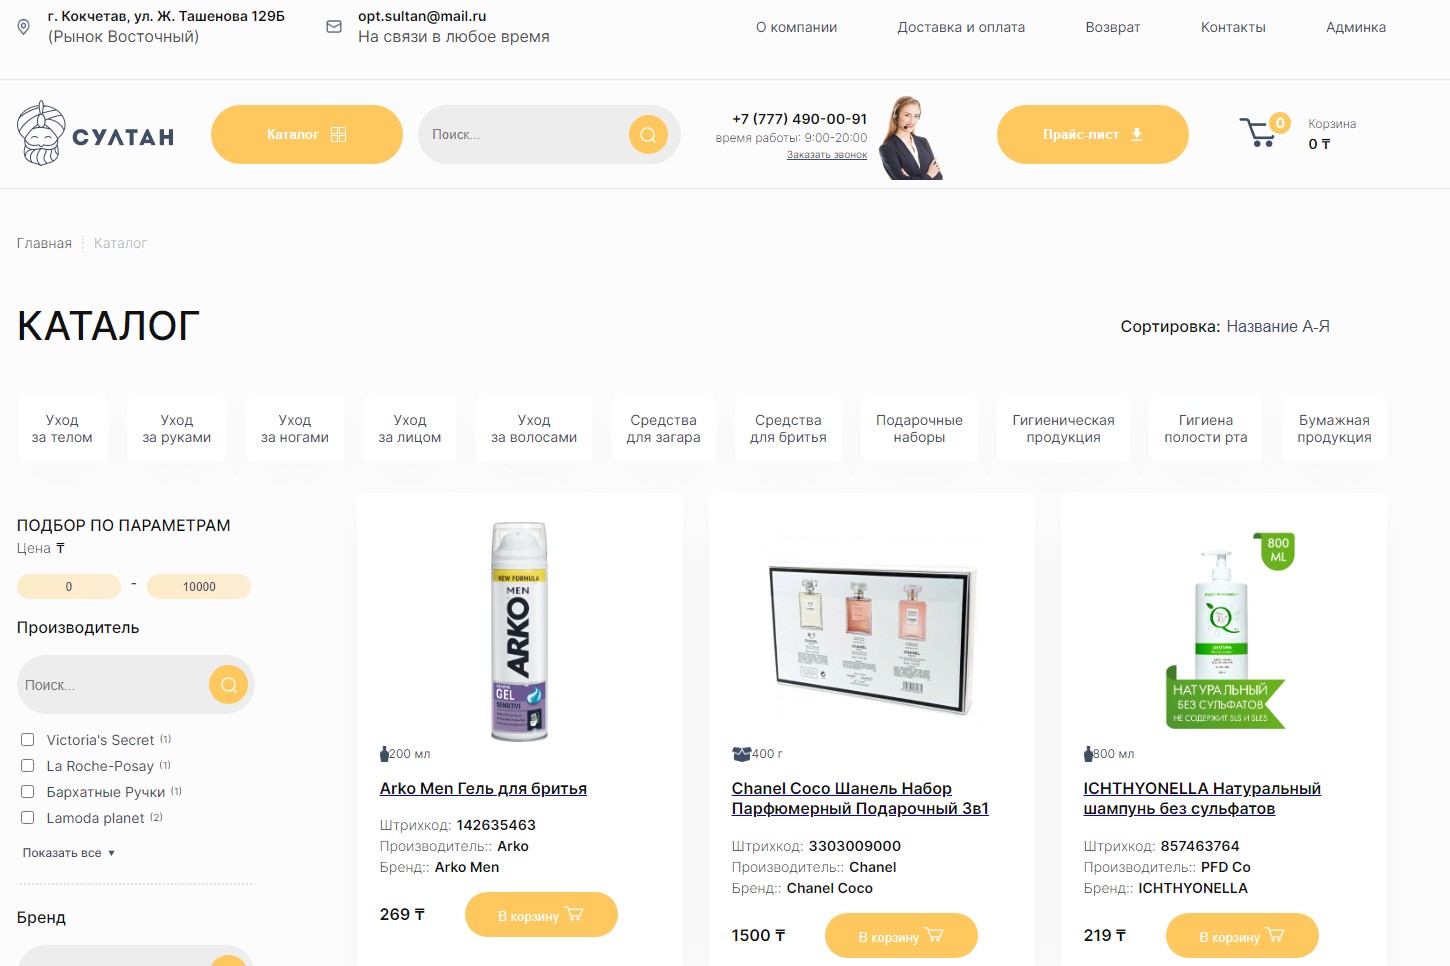 г. Кокчетав, ул. Ж. Ташенова 129Б
(Рынок Восточный)
opt.sultan@mail.ru
На связи в любое время
О компании
Доставка и оплата
Возврат
Контакты
Админка
СУЛТАН
Каталог
Поиск...
+7 (777) 490-00-91
время работы: 9:00-20:00
Заказать звонок
Прайс-лист
0
Корзина
0 ₸
Главная
Каталог
КАТАЛОГ
Сортировка: Название А-Я
Уход
за телом
Уход
за руками
Уход
за ногами
Уход
за лицом
Уход
за волосами
Средства
для загара
Средства
для бритья
Подарочные
наборы
Гигиеническая
продукция
Гигиена
полости рта
Бумажная
продукция
ПОДБОР ПО ПАРАМЕТРАМ
Цена ₸
0 - 10000
Производитель
Поиск...
Victoria's Secret (1)
La Roche-Posay (1)
Бархатные Ручки (1)
Lamoda planet (2)
Показать все ▼
Бренд
NEW FORMULA
MEN
ARKO
GEL
SENSITIVE
200 мл
Arko Men Гель для бритья
Штрихкод: 142635463
Производитель:: Arko
Бренд:: Arko Men
269 ₸
В корзину
400 г
Chanel Coco Шанель Набор
Парфюмерный Подарочный 3в1
Штрихкод: 3303009000
Производитель:: Chanel
Бренд:: Chanel Coco
1500 ₸
В корзину
800
ML
НАТУРАЛЬНЫЙ
БЕЗ СУЛЬФАТОВ
НЕ СОДЕРЖИТ SLS И SLES
800 мл
ICHTHYONELLA Натуральный
шампунь без сульфатов
Штрихкод: 857463764
Производитель:: PFD Co
Бренд:: ICHTHYONELLA
219 ₸
В корзину